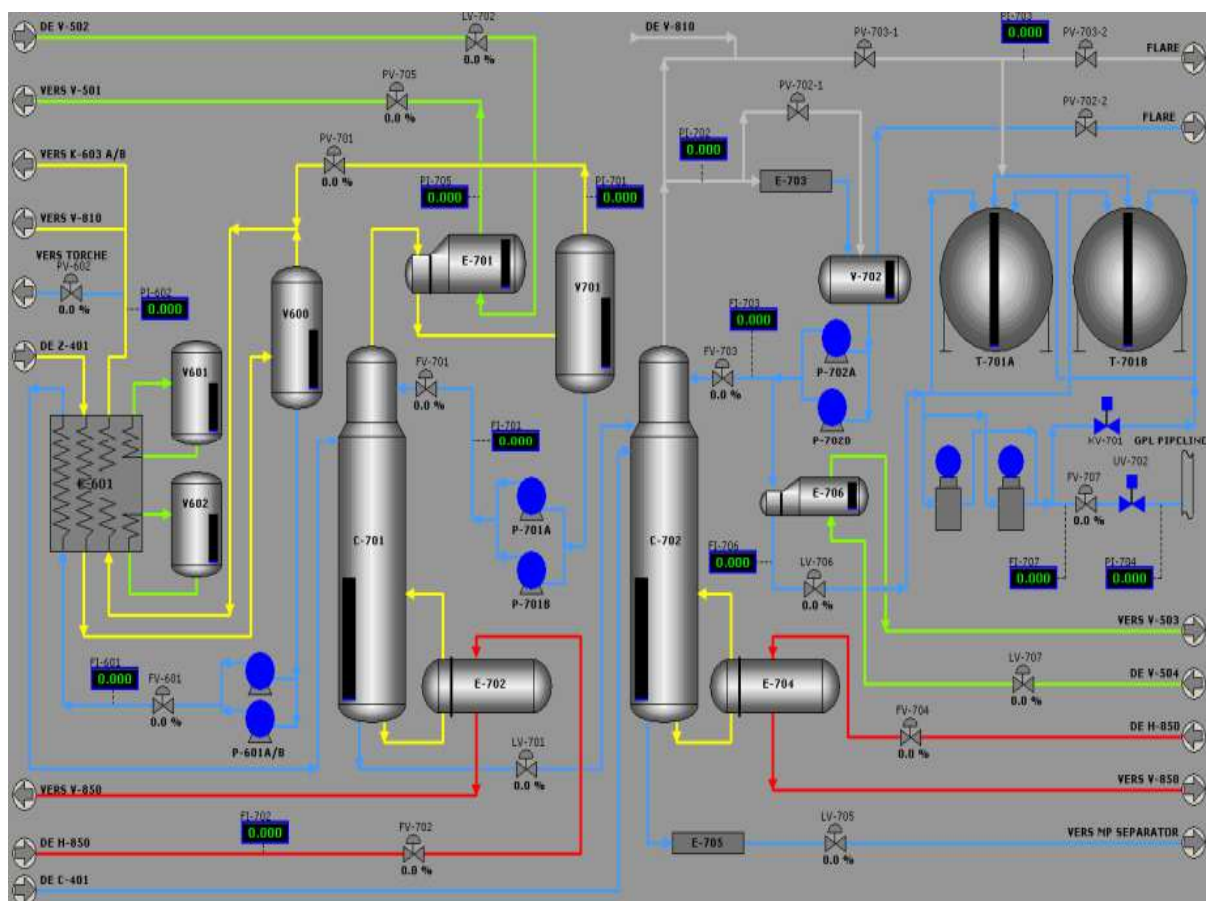 DE V-502
LV-702
0.0 %
DE V-810
PI-703
0.000
PV-703-1
PV-703-2
FLARE
VERS V-501
PV-705
0.0 %
PV-702-1
PV-702-2
FLARE
VERS K-603 A/B
PV-701
0.0 %
PI-702
0.000
PI-705
0.000
PI-701
0.000
E-703
VERS V-810
VERS TORCHE
PV-602
0.0 %
PI-602
0.000
E-701
V600
V701
V-702
FI-703
0.000
DE Z-401
V601
FV-701
0.0 %
FV-703
0.0 %
P-702A
T-701A
T-701B
FI-701
0.000
P-702D
KV-701
GPL PIPCLINC
E-601
V602
E-706
FV-707
0.0 %
UV-702
P-701A
C-701
C-702
FI-706
0.000
LV-706
0.0 %
FI-707
0.000
PI-704
0.000
P-701B
VERS V-503
FI-601
0.000
FV-601
0.0 %
E-702
E-704
LV-707
0.0 %
DE V-504
P-601A/B
LV-701
0.0 %
FV-704
0.0 %
DE H-850
VERS V-850
VERS V-850
FI-702
0.000
FV-702
0.0 %
LV-705
0.0 %
VERS MP SEPARATOR
DE H-850
E-705
DE C-401